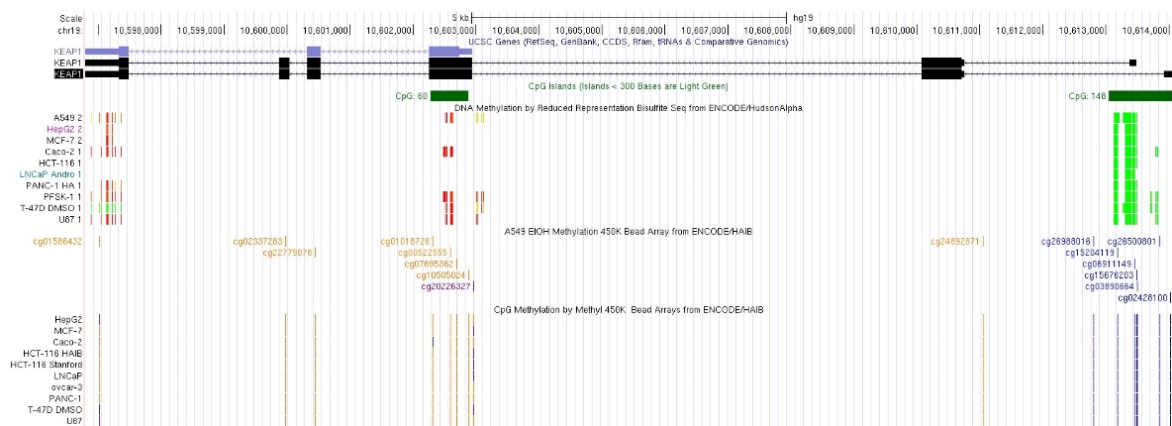 Scale 5 kb hg19
chr19: 10,598,000 10,599,000 10,600,000 10,601,000 10,602,000 10,603,000 10,604,000 10,605,000 10,606,000 10,607,000 10,608,000 10,609,000 10,610,000 10,611,000 10,612,000 10,613,000 10,614,000
UCSC Genes (RefSeq, GenBank, CCDS, Rfam, tRNAs & Comparative Genomics)
KEAP1
KEAP1
KEAP1
CpG Islands (Islands < 300 Bases are Light Green)
CpG: 60 CpG: 148
DNA Methylation by Reduced Representation Bisulfite Seq from ENCODE/HudsonAlpha
A549 2
HepG2 2
MCF-7 2
Caco-2 1
HCT-116 1
LNCaP Andro 1
PANC-1 HA 1
PFSK-1 1
T-47D DMSO 1
U87 1
A549 EtOH Methylation 450K Bead Array from ENCODE/HAIB
cg01586432 cg02337283 cg01018726 cg24892871 cg26988016 cg26500801
cg22779878 cg00522555 cg15204119
cg07695362 cg06911149
cg10505024 cg15676203
cg20226327 cg03890664
cg02428100
CpG Methylation by Methyl 450K Bead Arrays from ENCODE/HAIB
HepG2
MCF-7
Caco-2
HCT-116 HAIB
HCT-116 Stanford
LNCaP
ovcar-3
PANC-1
T-47D DMSO
U87